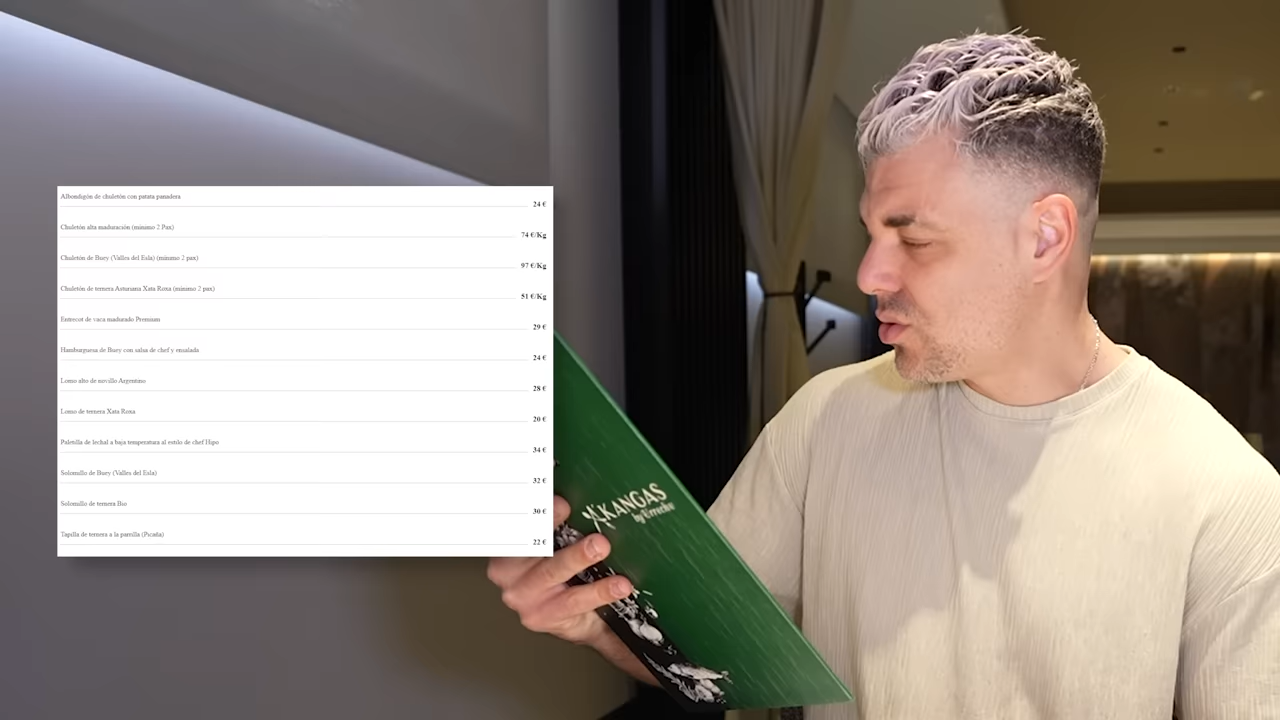 Albondigón de chuletón con patata panadera
24 €
Chuletón alta maduración (mínimo 2 Pax)
74 €/Kg
Chuletón de Buey (Valles del Esla) (mínimo 2 pax)
97 €/Kg
Chuletón de ternera Asturiana Xata Roxa (mínimo 2 pax)
51 €/Kg
Entrecot de vaca madurado Premium
29 €
Hamburguesa de Buey con salsa de chef y ensalada
24 €
Lomo alto de novillo Argentino
28 €
Lomo de ternera Xata Roxa
20 €
Paletilla de lechal a baja temperatura al estilo de chef Hipo
34 €
Solomillo de Buey (Valles del Esla)
32 €
Solomillo de ternera Bio
30 €
Tapilla de ternera a la parrilla (Picaña)
22 €
KANGAS
by Urrechu